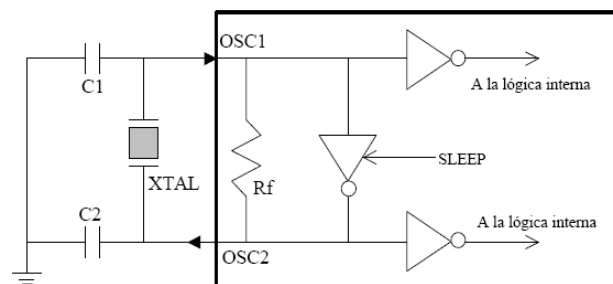 OSC1
C1
A la lógica interna
XTAL
Rf
SLEEP
C2
A la lógica interna
OSC2